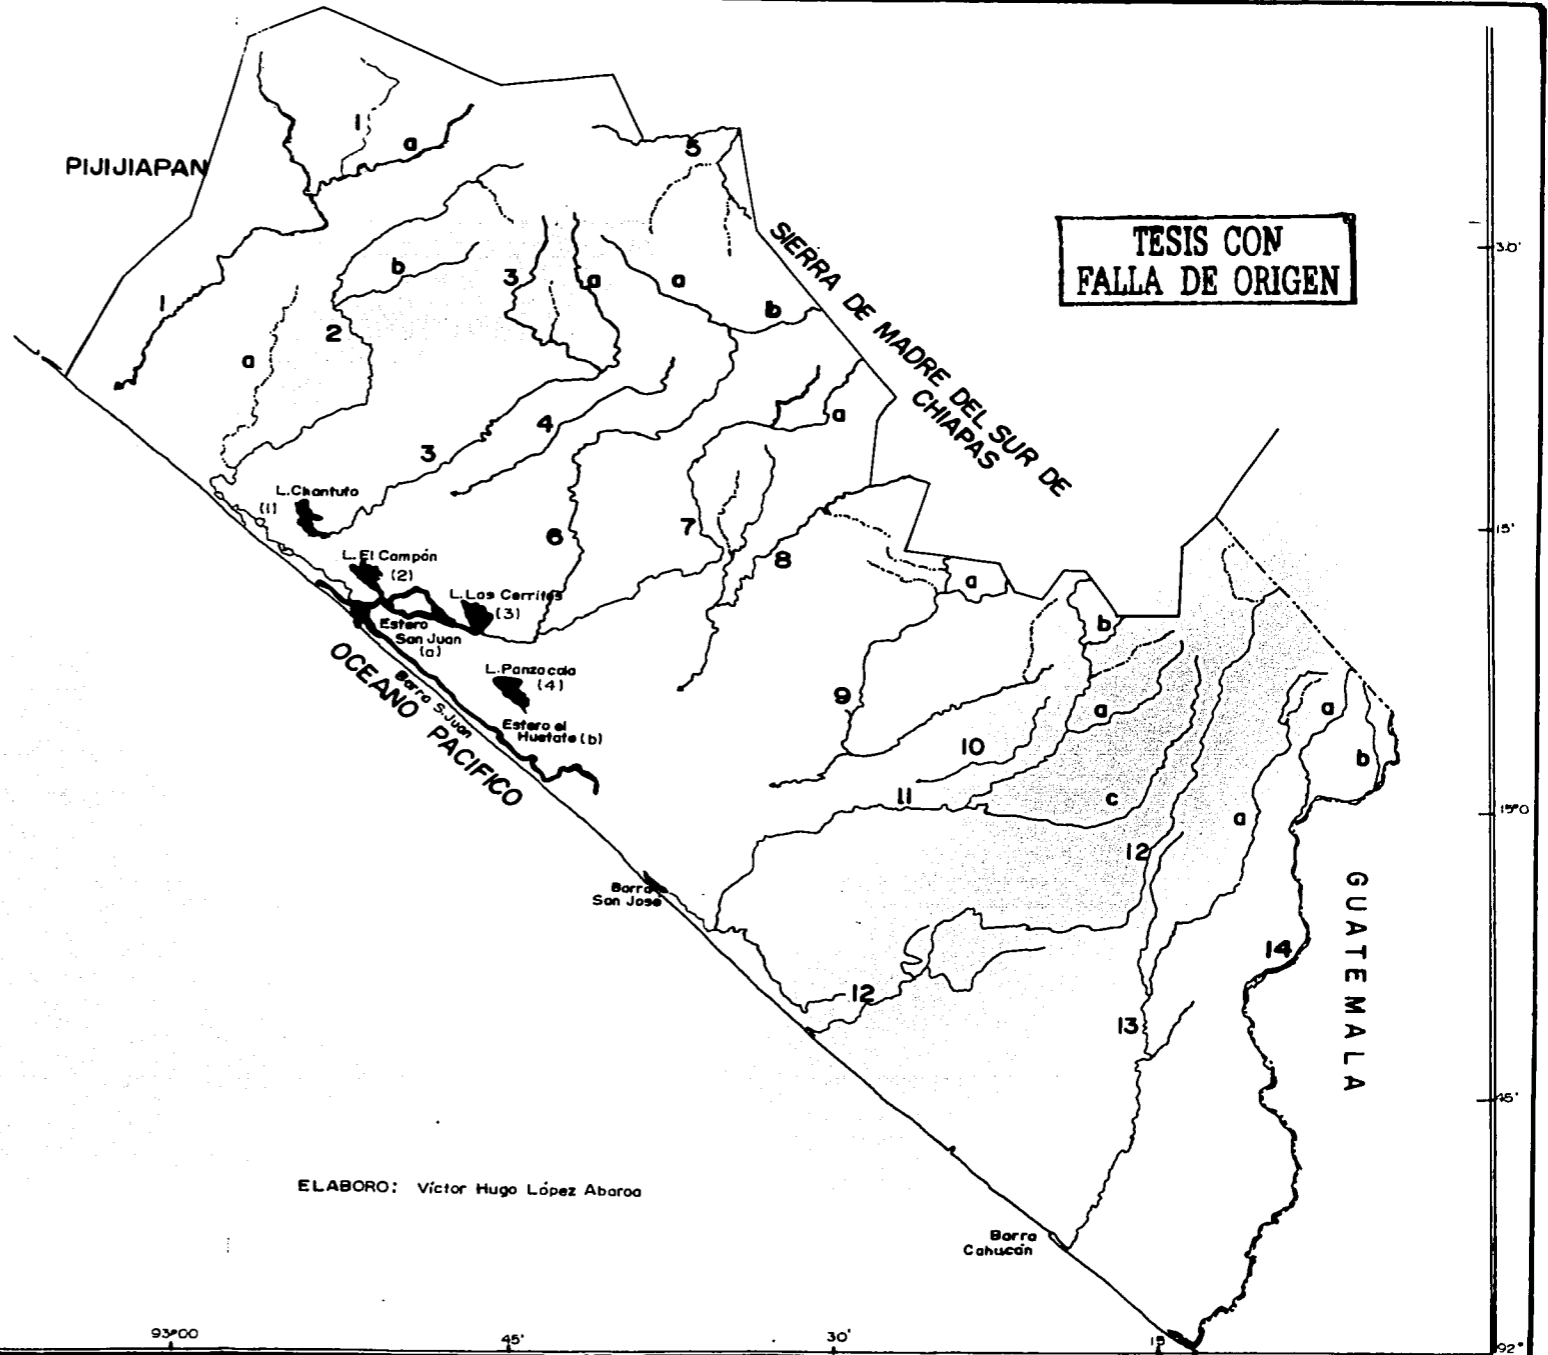 PIJIJIAPAN
1
a
5
SIERRA DE MADRE DEL SUR DE
CHIAPAS
TESIS CON
FALLA DE ORIGEN
30'
1
b
2
a
3
a
a
b
4
3
a
L. Chantuto
(1)
15'
6
7
8
L. El Campón
(2)
L. Los Cerritos
(3)
a
b
Estero
San Juan
(a)
OCEANO PACIFICO
Barra S. Juan
L. Panzacola
(4)
Estero el
Huetate (b)
9
a
a
10
b
11
c
15°0
a
12
Barra
San José
GUATEMALA
14
12
13
45'
ELABORO: Víctor Hugo López Abaroa
Barra
Cahucán
93°00
45'
30'
15
92°